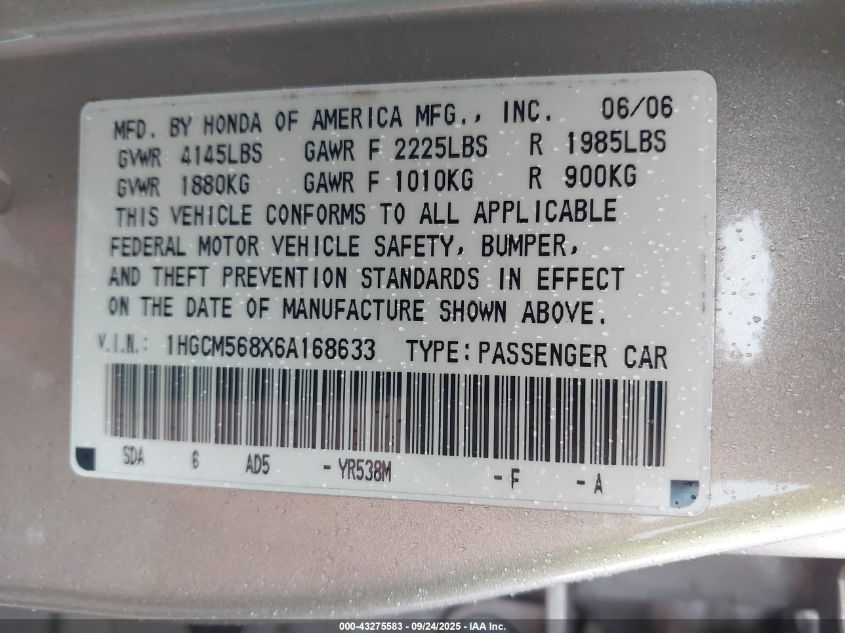 MFD. BY HONDA OF AMERICA MFG., INC. 06/06
GVWR 4145LBS GAWR F 2225LBS R 1985LBS
GVWR 1880KG GAWR F 1010KG R 900KG
THIS VEHICLE CONFORMS TO ALL APPLICABLE
FEDERAL MOTOR VEHICLE SAFETY, BUMPER,
AND THEFT PREVENTION STANDARDS IN EFFECT
ON THE DATE OF MANUFACTURE SHOWN ABOVE.
V.I.N.: 1HGCM568X6A168633 TYPE: PASSENGER CAR
SDA 6 AD5 - YR538M - F - A
000-43275583 - 09/24/2025 - IAA Inc.